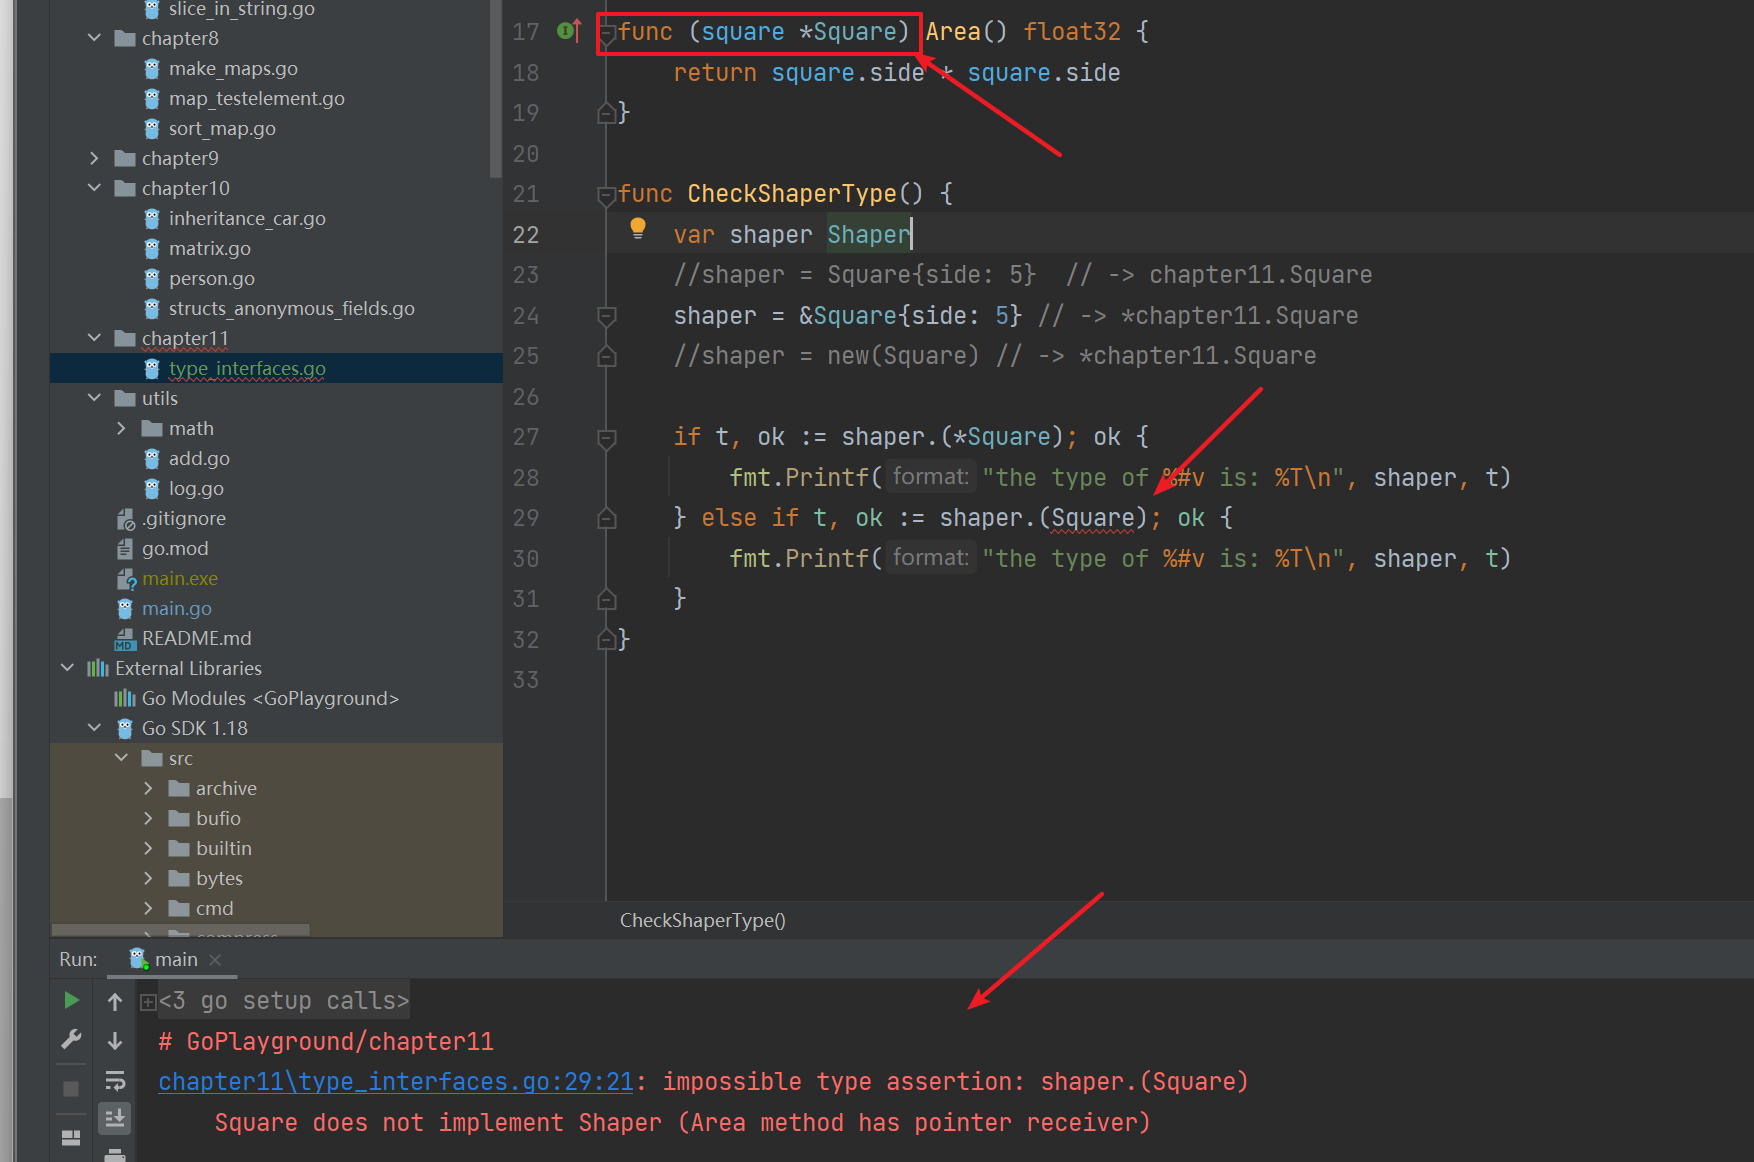 slice_in_string.go
chapter8
make_maps.go
map_testelement.go
sort_map.go
chapter9
chapter10
inheritance_car.go
matrix.go
person.go
structs_anonymous_fields.go
chapter11
type_interfaces.go
utils
math
add.go
log.go
.gitignore
go.mod
main.exe
main.go
README.md
External Libraries
Go Modules <GoPlayground>
Go SDK 1.18
src
archive
bufio
builtin
bytes
cmd
compress
17 func (square *Square) Area() float32 {
18 return square.side * square.side
19 }
20
21 func CheckShaperType() {
22 var shaper Shaper
23 //shaper = Square{side: 5}  // -> chapter11.Square
24 shaper = &Square{side: 5} // -> *chapter11.Square
25 //shaper = new(Square) // -> *chapter11.Square
26
27 if t, ok := shaper.(*Square); ok {
28 fmt.Printf( format: "the type of %#v is: %T\n", shaper, t)
29 } else if t, ok := shaper.(Square); ok {
30 fmt.Printf( format: "the type of %#v is: %T\n", shaper, t)
31 }
32 }
33
CheckShaperType()
Run: main
<3 go setup calls>
# GoPlayground/chapter11
chapter11\type_interfaces.go:29:21: impossible type assertion: shaper.(Square)
Square does not implement Shaper (Area method has pointer receiver)